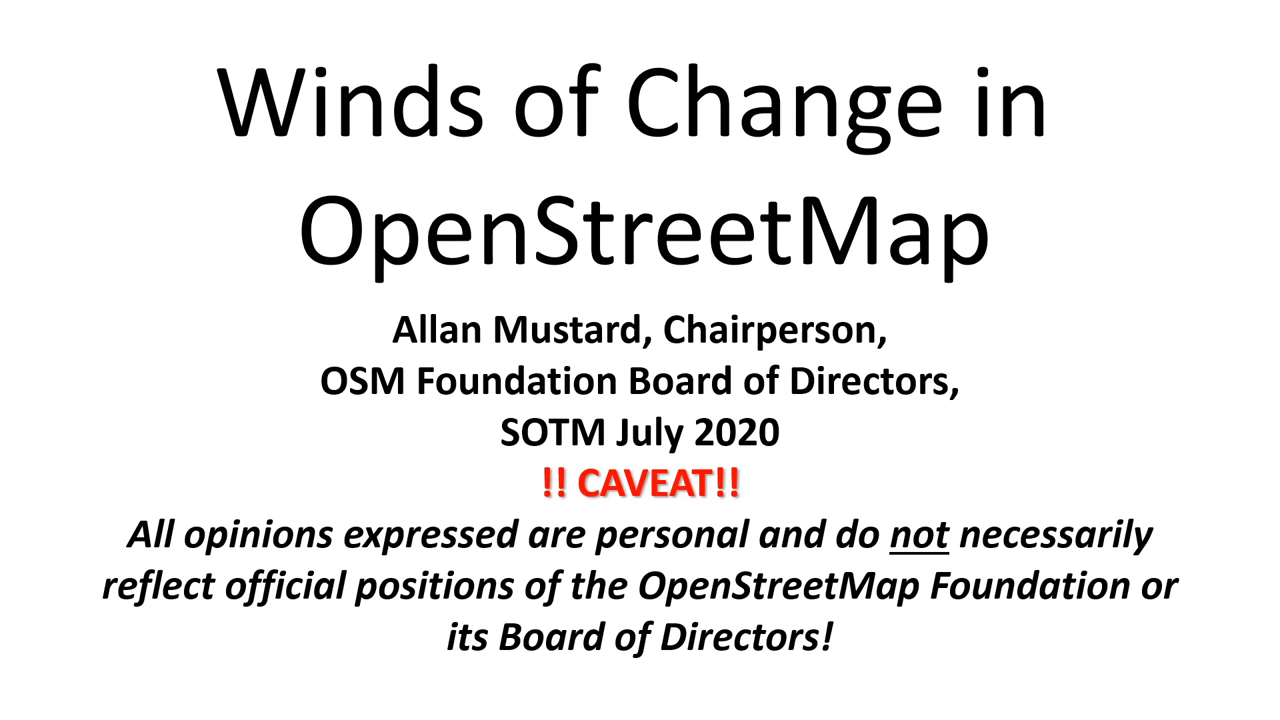 Winds of Change in
OpenStreetMap
Allan Mustard, Chairperson,
OSM Foundation Board of Directors,
SOTM July 2020
!! CAVEAT!!
All opinions expressed are personal and do not necessarily
reflect official positions of the OpenStreetMap Foundation or
its Board of Directors!